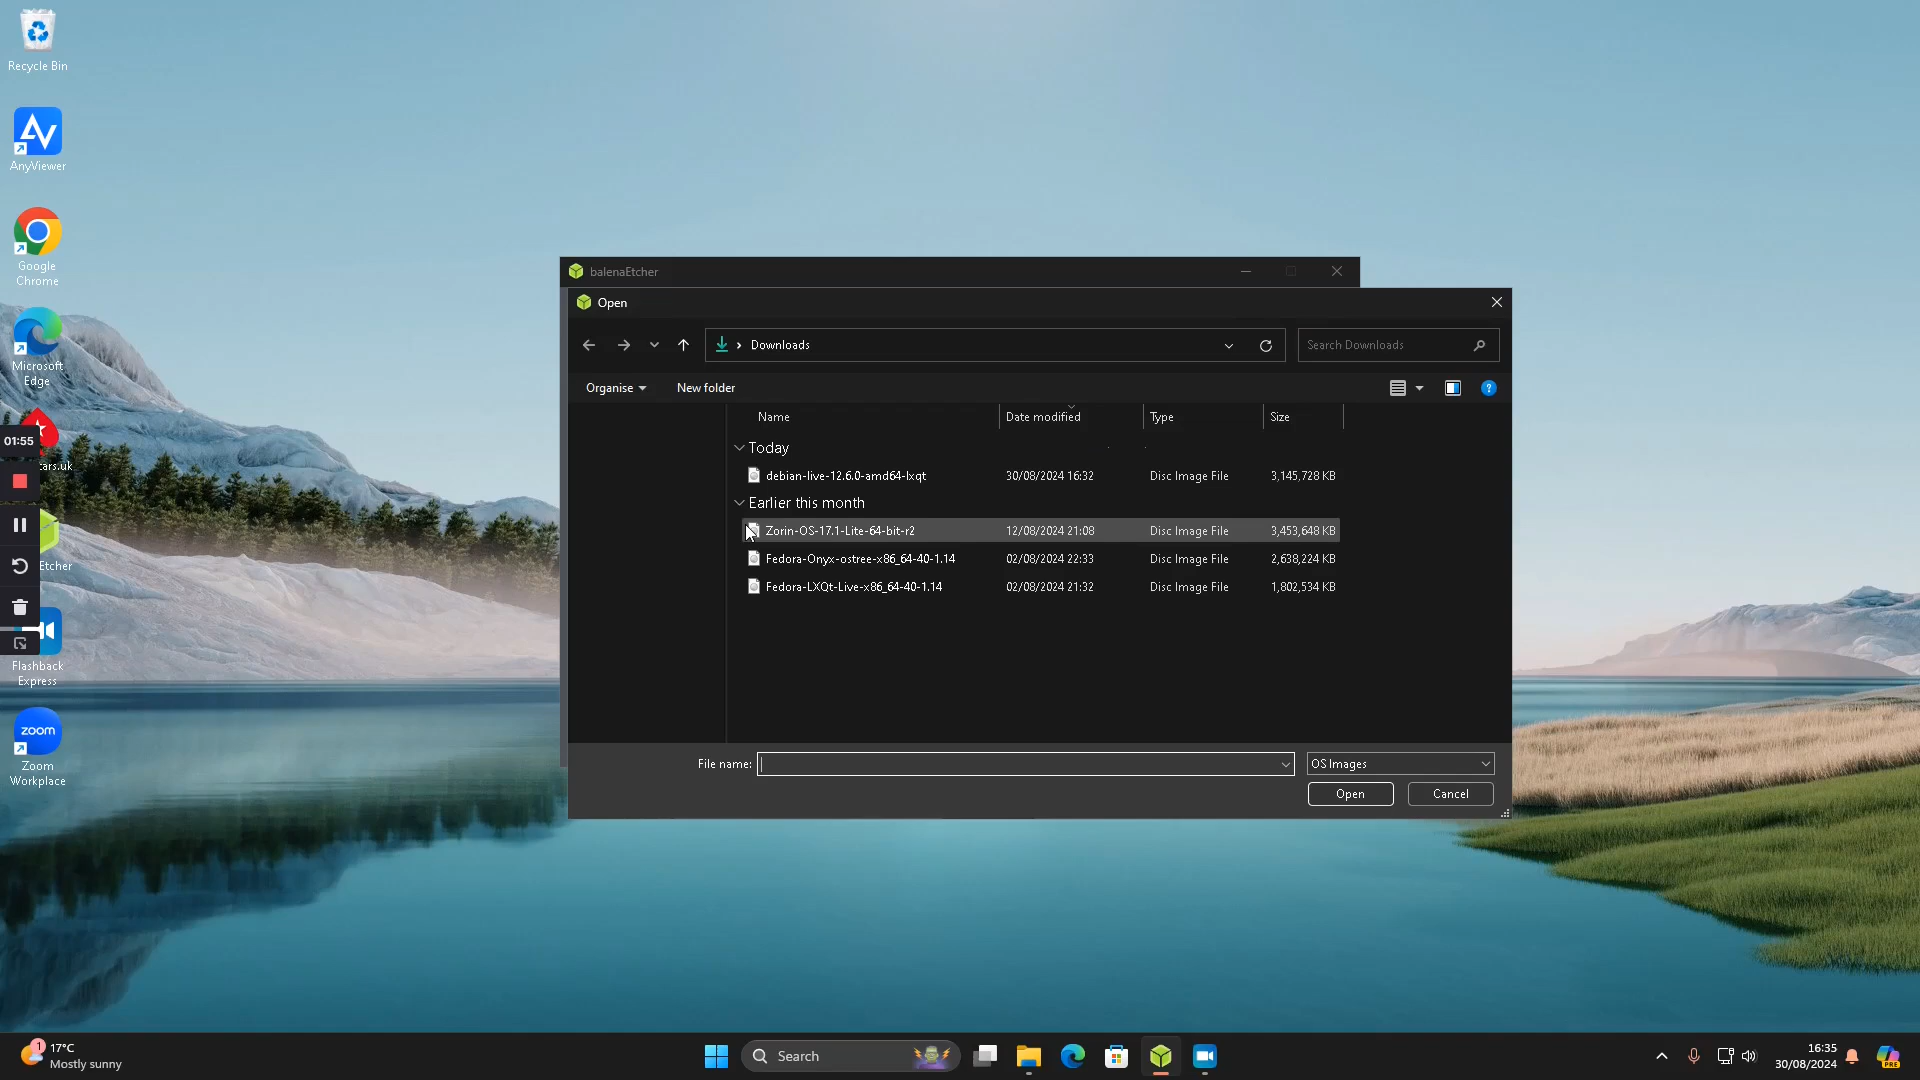 Recycle Bin
AnyViewer
Google
Chrome
Microsoft
Edge
01:55
ars.uk
Etcher
Flashback
Express
zoom
Zoom
Workplace
balenaEtcher
Open
Downloads
Search Downloads
Organise
New folder
Name
Date modified
Type
Size
Today
debian-live-12.6.0-amd64-lxqt 30/08/2024 16:32 Disc Image File 3,145,728 KB
Earlier this month
Zorin-OS-17.1-Lite-64-bit-r2 12/08/2024 21:08 Disc Image File 3,453,648 KB
Fedora-Onyx-ostree-x86_64-40-1.14 02/08/2024 22:33 Disc Image File 2,638,224 KB
Fedora-LXQt-Live-x86_64-40-1.14 02/08/2024 21:32 Disc Image File 1,802,534 KB
File name:
OS Images
Open
Cancel
1
17°C
Mostly sunny
Search
16:35
30/08/2024
PRE